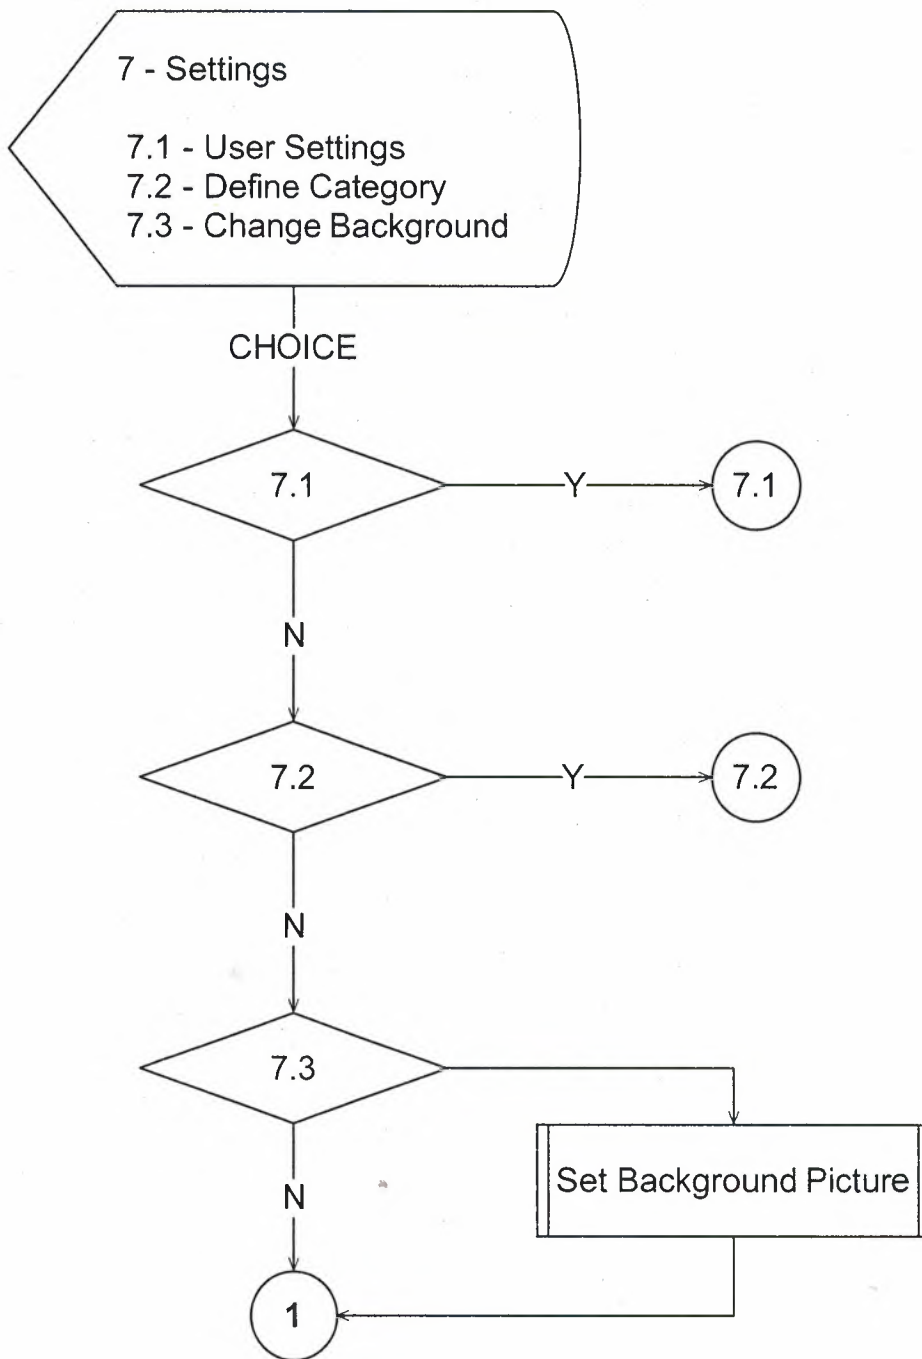 7 - Settings
7.1 - User Settings
7.2 - Define Category
7.3 - Change Background
CHOICE
7.1
Y
7.1
N
7.2
Y
7.2
N
7.3
Set Background Picture
N
1